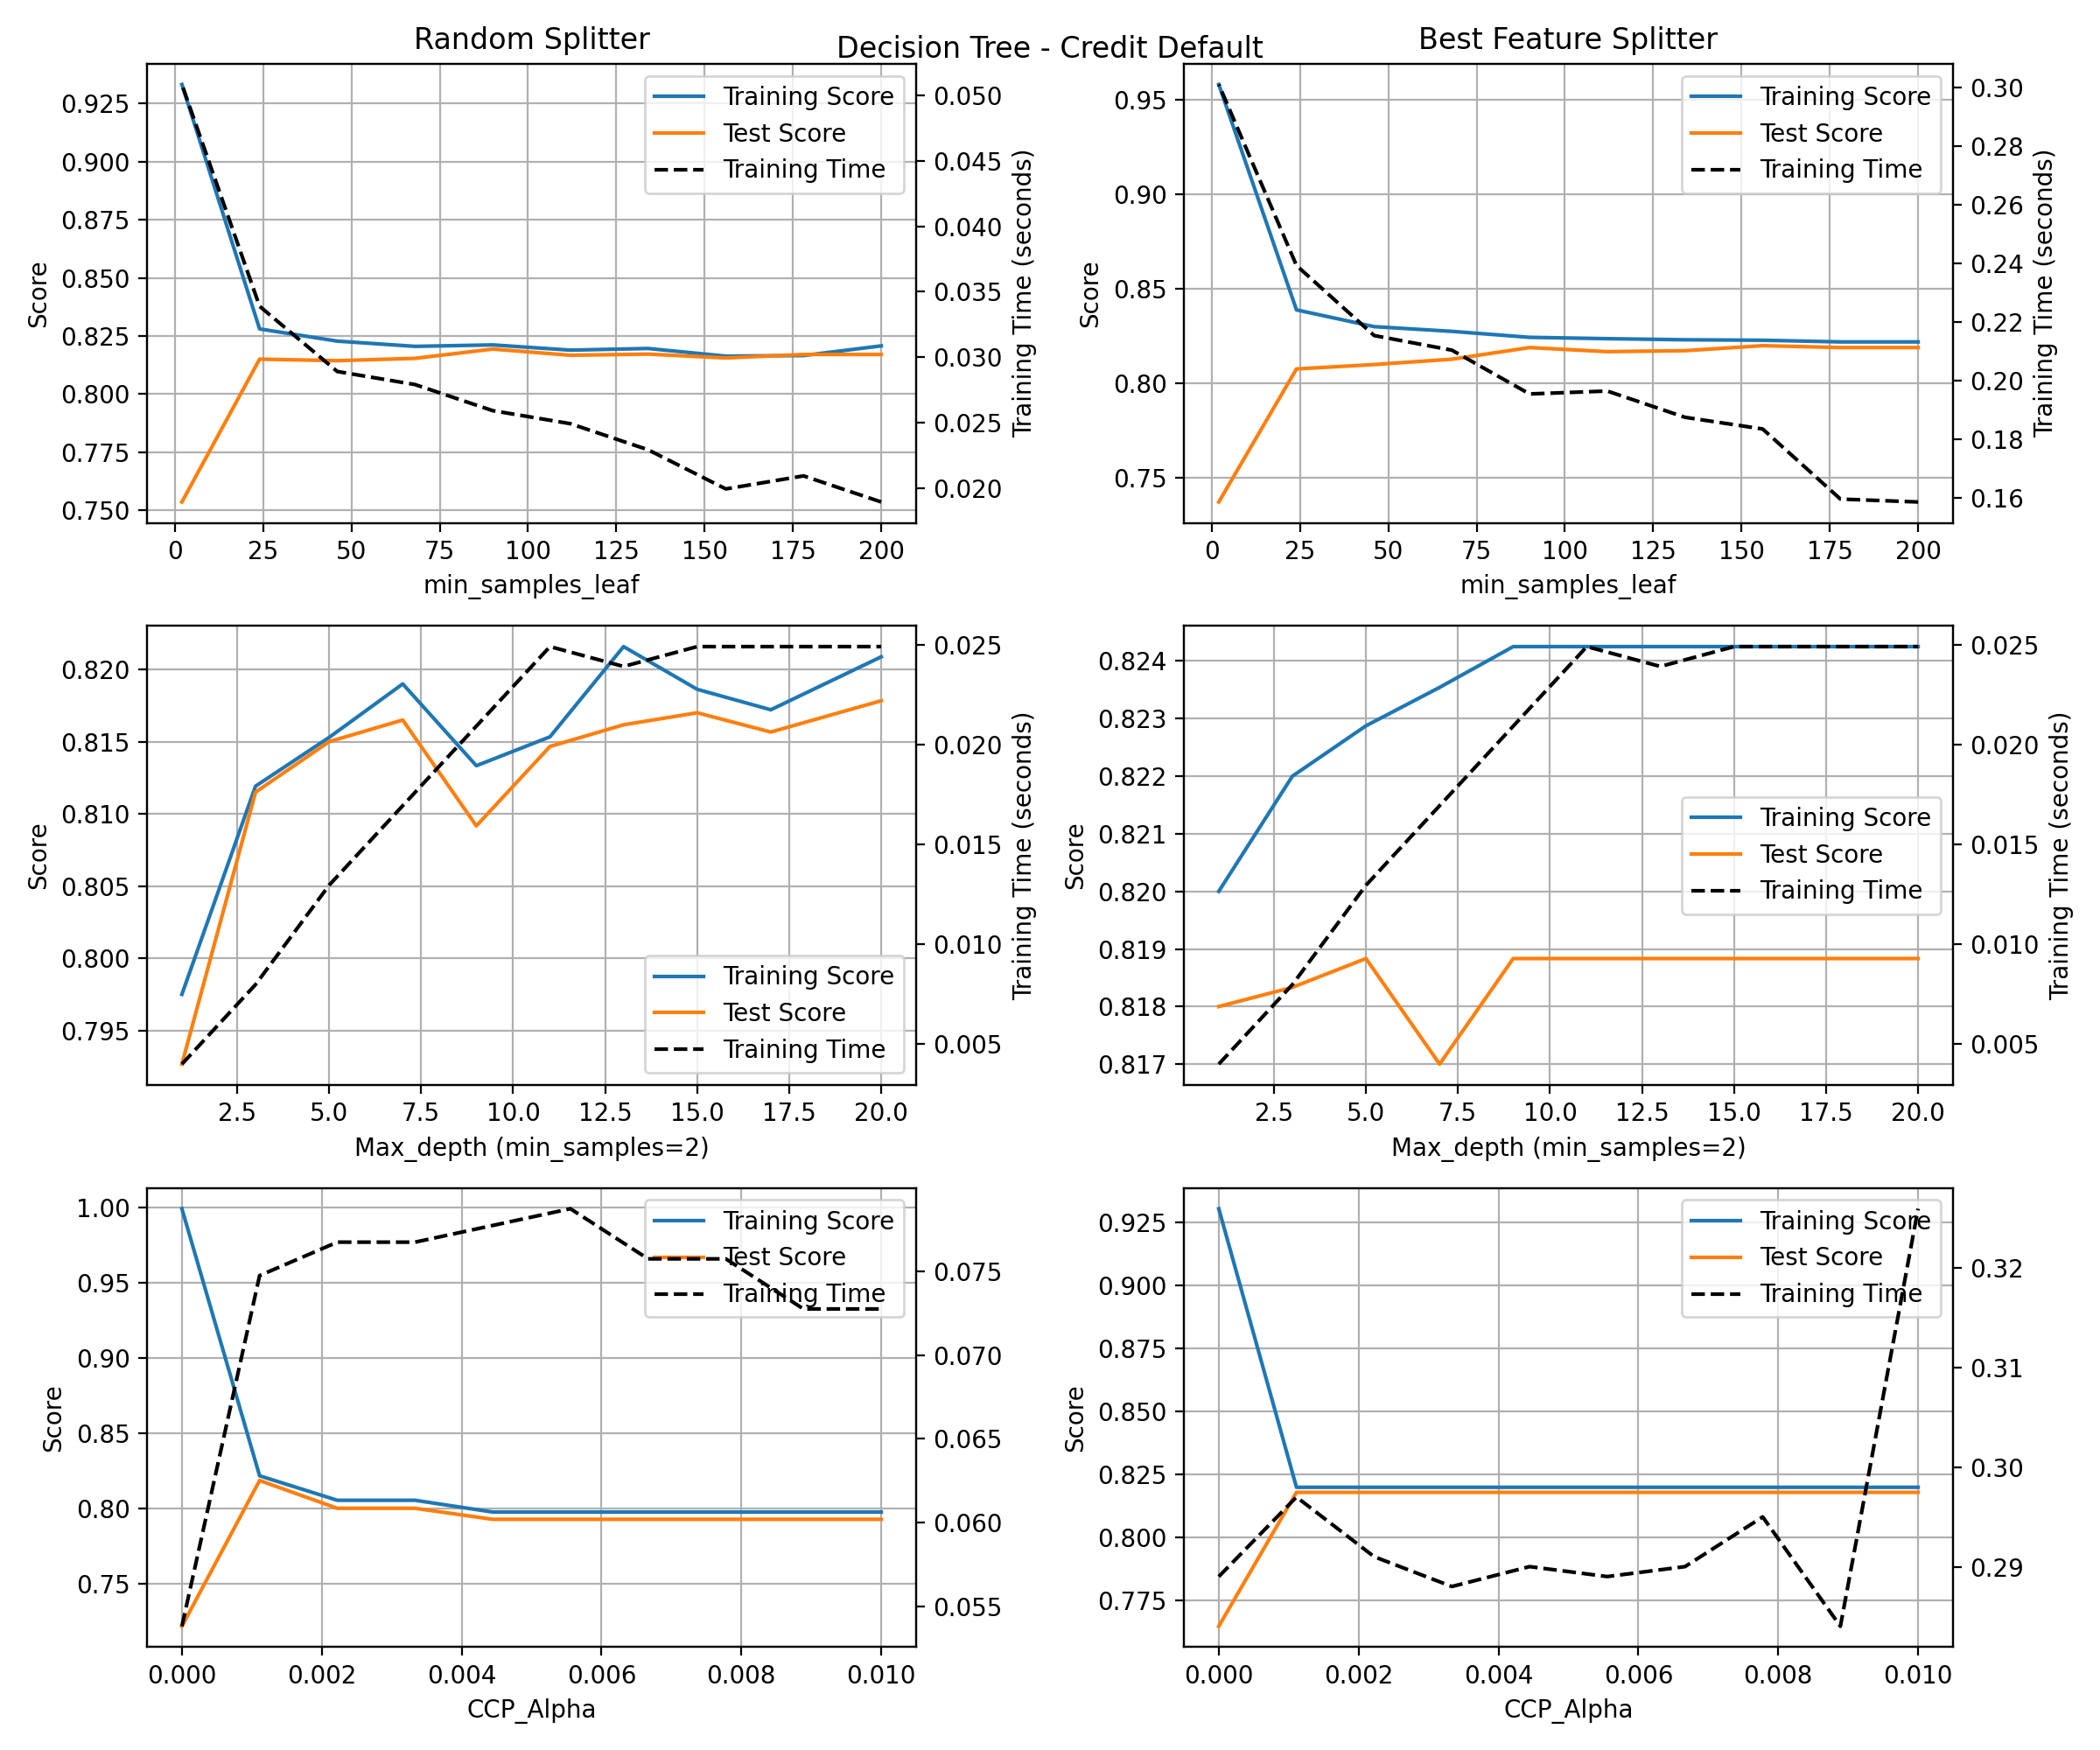 Decision Tree - Credit Default
Random Splitter
0.925
0.900
0.875
0.850
0.825
0.800
0.775
0.750
Score
Training Score
Test Score
Training Time
0.050
0.045
0.040
0.035
0.030
0.025
0.020
Training Time (seconds)
0 25 50 75 100 125 150 175 200
min_samples_leaf
Best Feature Splitter
0.95
0.90
0.85
0.80
0.75
Score
Training Score
Test Score
Training Time
0.30
0.28
0.26
0.24
0.22
0.20
0.18
0.16
Training Time (seconds)
0 25 50 75 100 125 150 175 200
min_samples_leaf
0.820
0.815
0.810
0.805
0.800
0.795
Score
Training Score
Test Score
Training Time
0.025
0.020
0.015
0.010
0.005
Training Time (seconds)
2.5 5.0 7.5 10.0 12.5 15.0 17.5 20.0
Max_depth (min_samples=2)
0.824
0.823
0.822
0.821
0.820
0.819
0.818
0.817
Score
Training Score
Test Score
Training Time
0.025
0.020
0.015
0.010
0.005
Training Time (seconds)
2.5 5.0 7.5 10.0 12.5 15.0 17.5 20.0
Max_depth (min_samples=2)
1.00
0.95
0.90
0.85
0.80
0.75
Score
Training Score
Test Score
Training Time
0.075
0.070
0.065
0.060
0.055
0.000 0.002 0.004 0.006 0.008 0.010
CCP_Alpha
0.925
0.900
0.875
0.850
0.825
0.800
0.775
Score
Training Score
Test Score
Training Time
0.32
0.31
0.30
0.29
0.000 0.002 0.004 0.006 0.008 0.010
CCP_Alpha